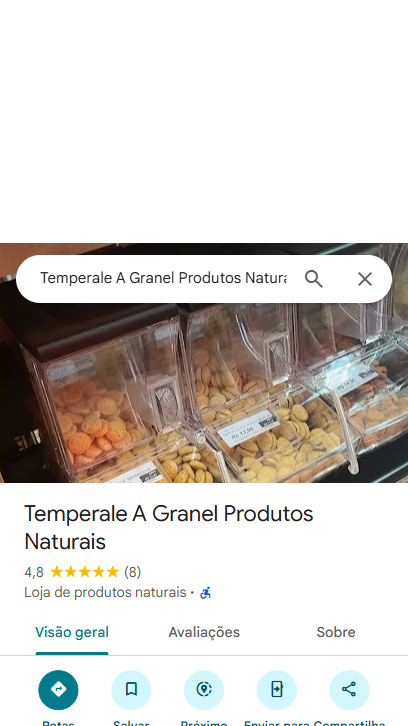 Temperale A Granel Produtos Natura
Temperale A Granel Produtos
Naturais
4,8 (8)
Loja de produtos naturais ·
Visão geral Avaliações Sobre
Rotas Salvar Próximo Enviar para Compartilha